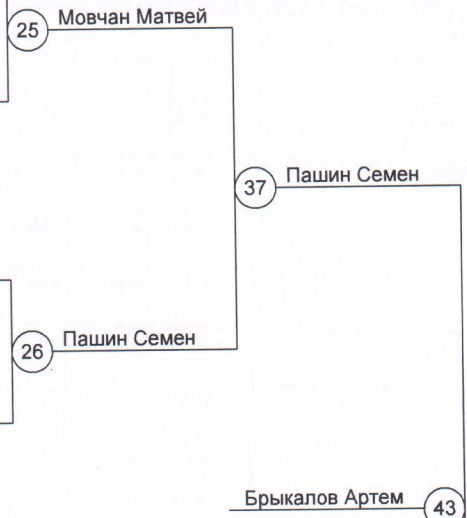 25 Мовчан Матвей
37 Пашин Семен
26 Пашин Семен
Брыкалов Артем 43